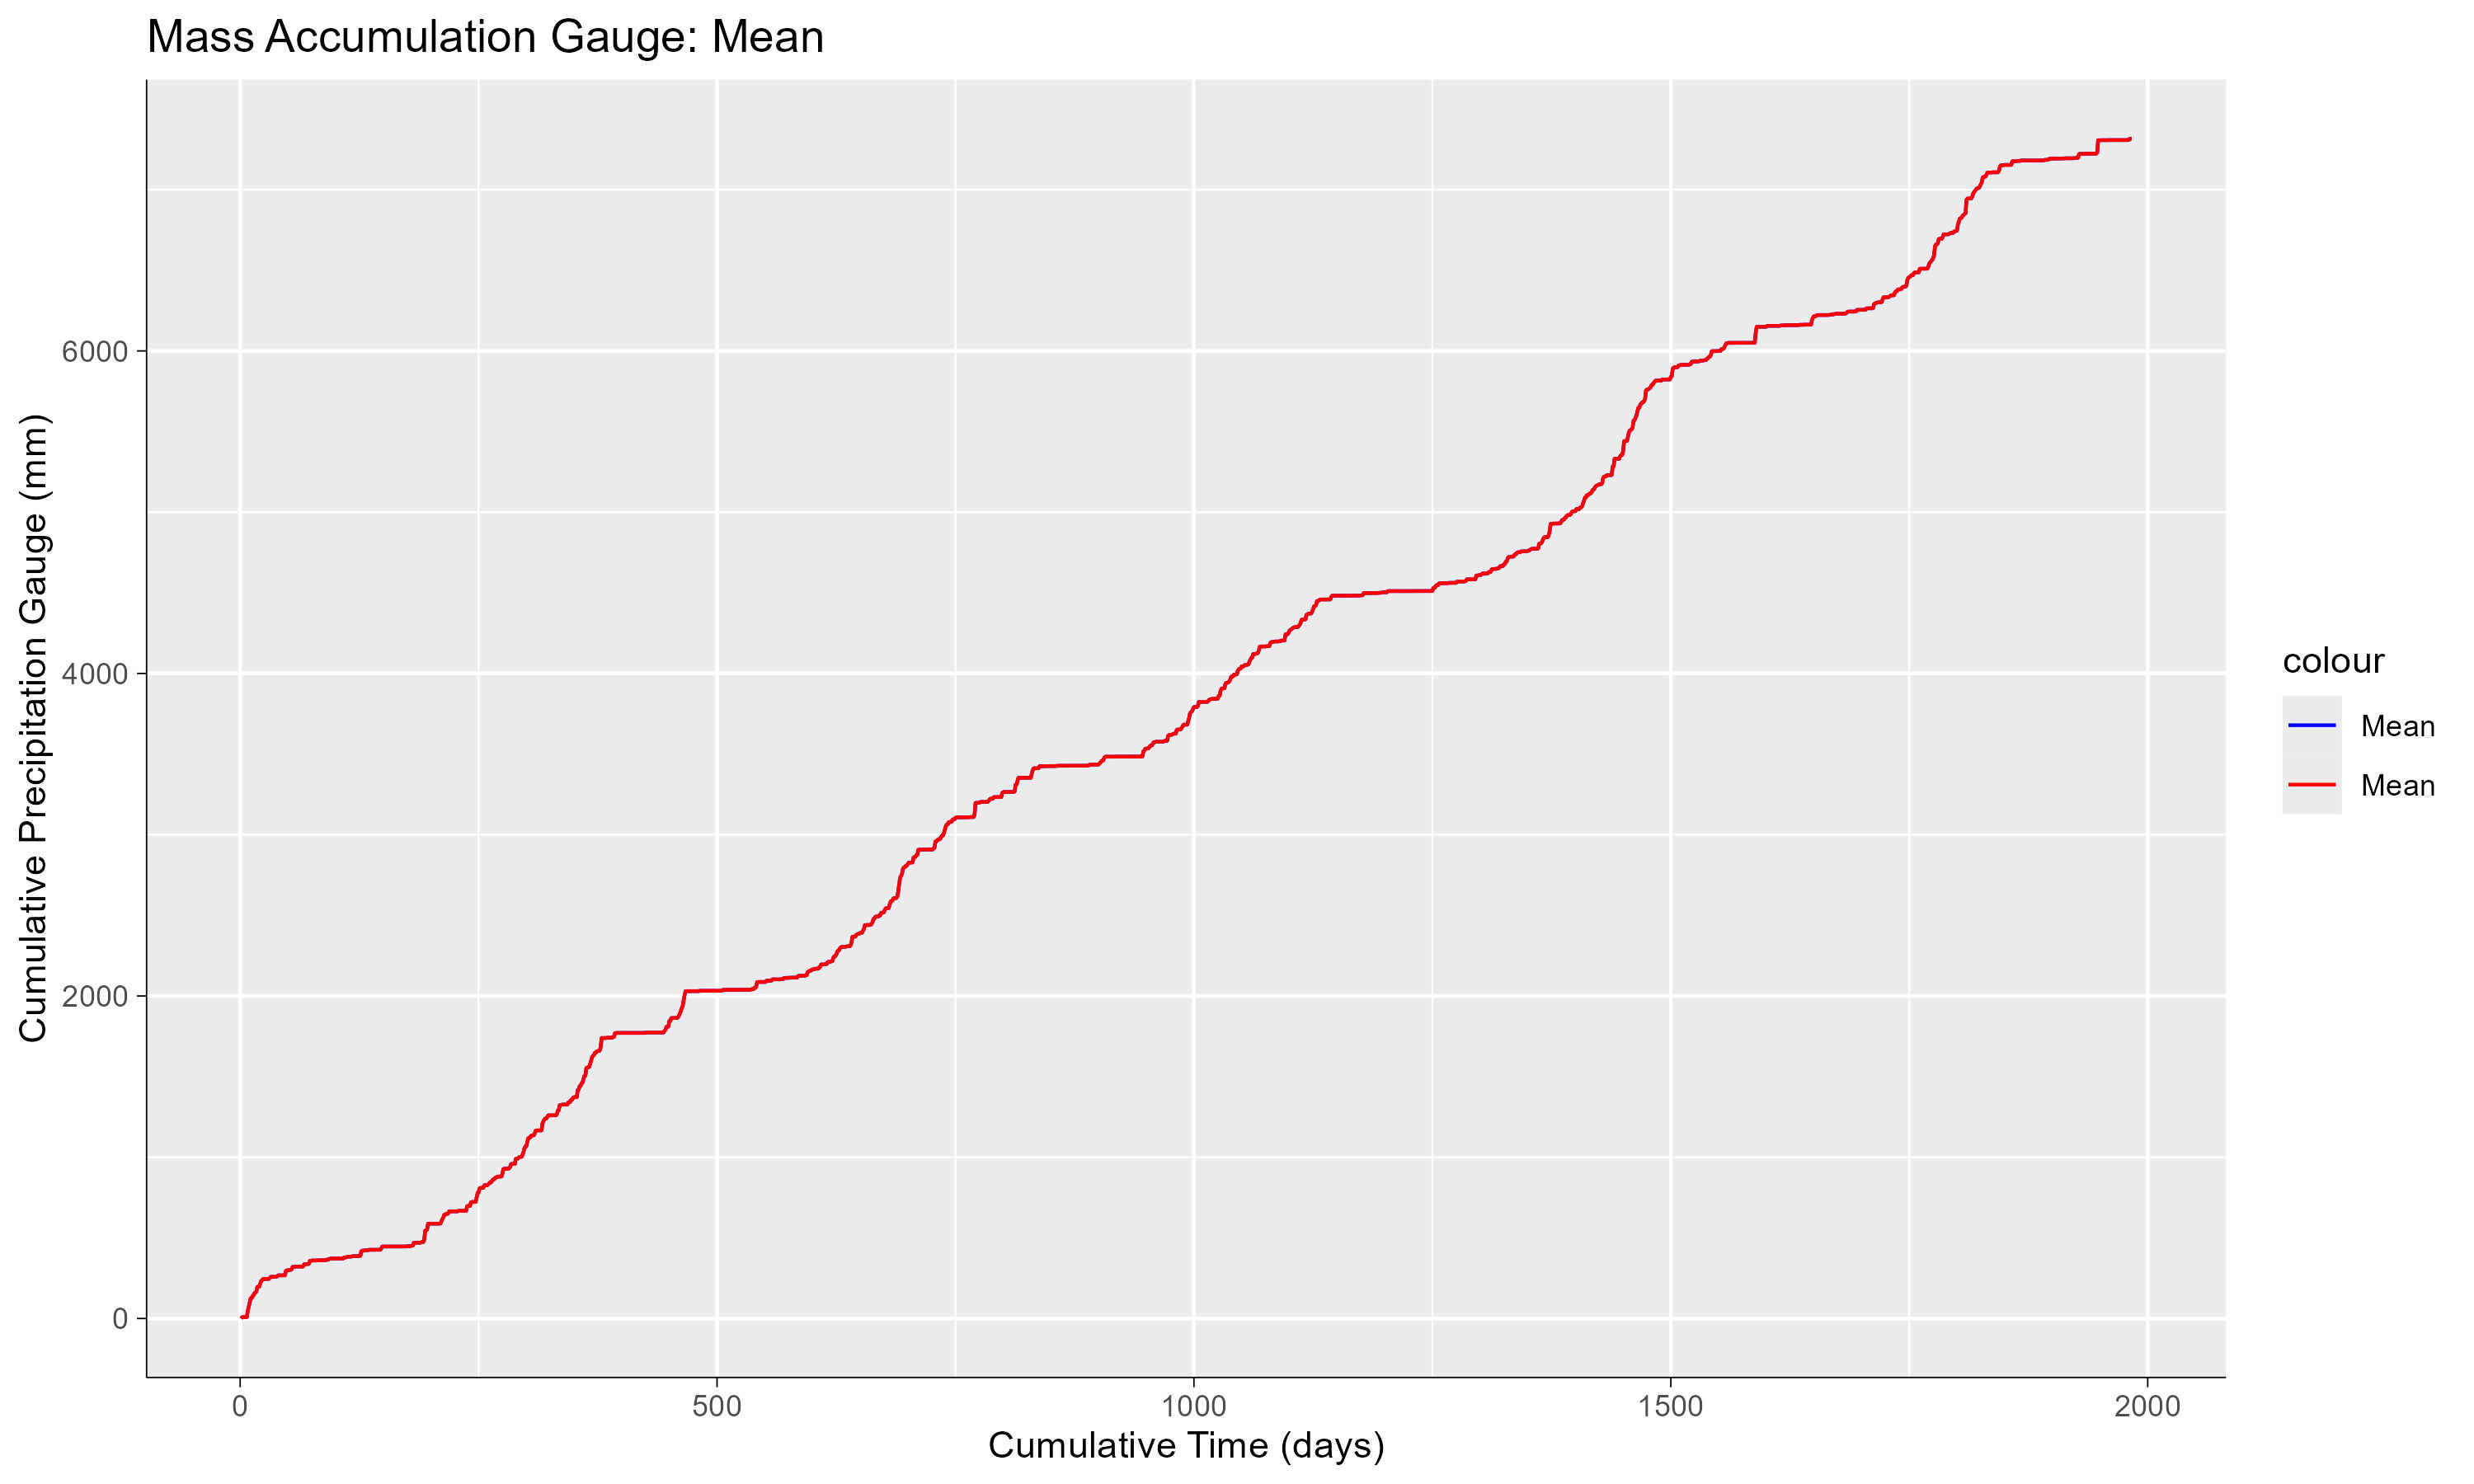 Mass Accumulation Gauge: Mean
Cumulative Precipitation Gauge (mm)
6000
4000
2000
0
0 500 1000 1500 2000
Cumulative Time (days)
colour
Mean
Mean